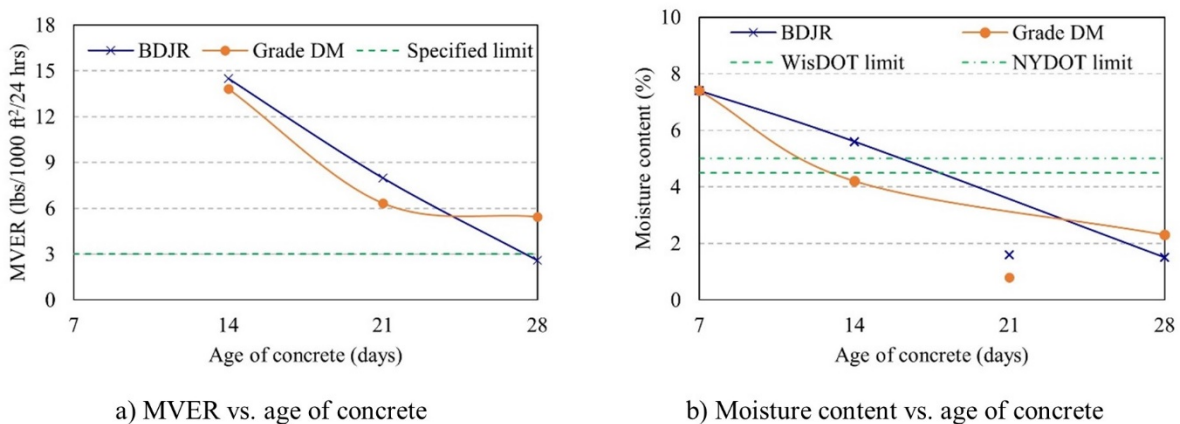 18
15
12
9
6
3
0
MVER (lbs/1000 ft²/24 hrs)
BDJR
Grade DM
Specified limit
7 14 21 28
Age of concrete (days)
a) MVER vs. age of concrete
10
8
6
4
2
0
Moisture content (%)
BDJR
Grade DM
WisDOT limit
NYDOT limit
7 14 21 28
Age of concrete (days)
b) Moisture content vs. age of concrete